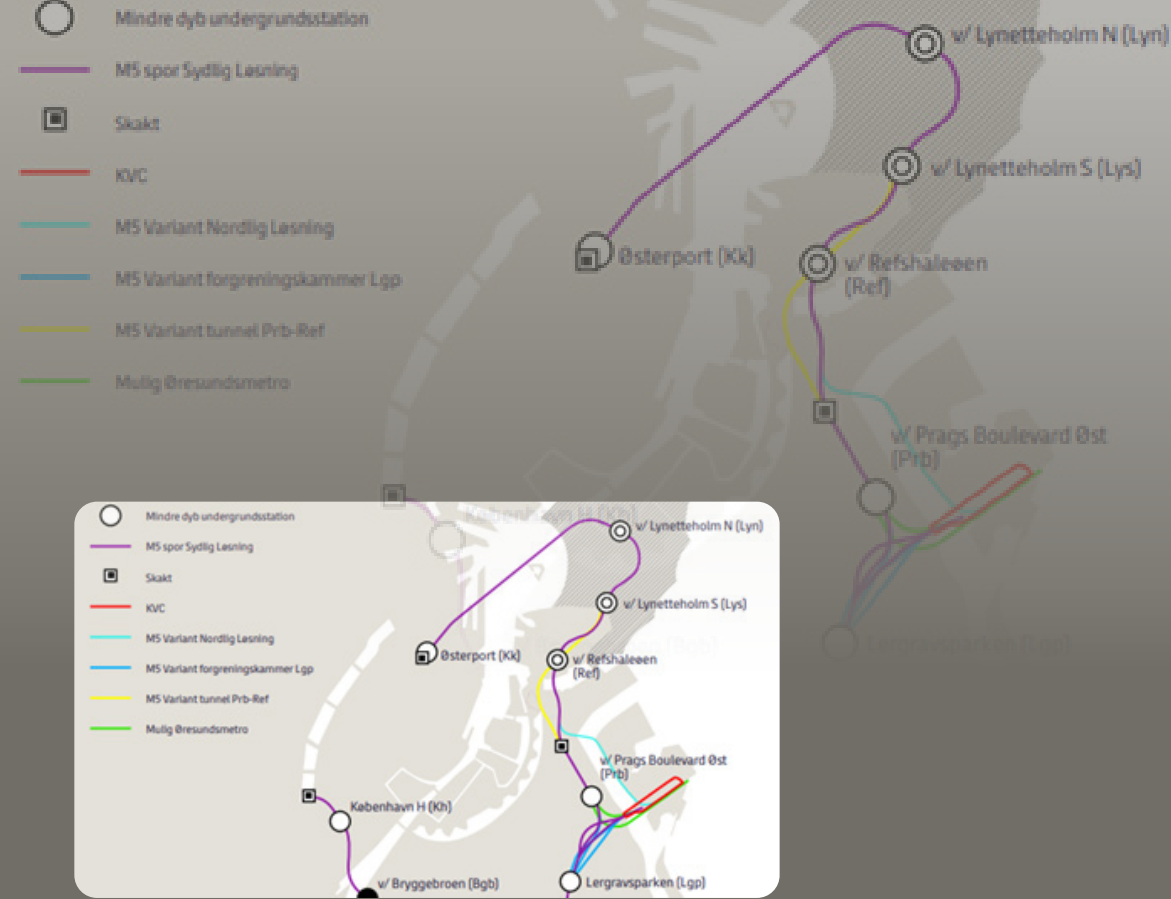 Mindre dyb undergrundsstation
M5 spor Sydlig Løsning
Skakt
KVC
M5 Variant Nordlig Løsning
M5 Variant forgreningskammer Lgp
M5 Variant tunnel Prb-Ref
Mulig Øresundsmetro
v/ Lynetteholm N (Lyn)
v/ Lynetteholm S (Lys)
Østerport (Kk)
v/ Refshaleøen
(Ref)
v/ Prags Boulevard Øst
(Prb)
København H (Kh)
Lergravsparken (Lgp)
Mindre dyb undergrundsstation
M5 spor Sydlig Løsning
Skakt
KVC
M5 Variant Nordlig Løsning
M5 Variant forgreningskammer Lgp
M5 Variant tunnel Prb-Ref
Mulig Øresundsmetro
v/ Lynetteholm N (Lyn)
v/ Lynetteholm S (Lys)
Østerport (Kk)
v/ Refshaleøen
(Ref)
v/ Prags Boulevard Øst
(Prb)
København H (Kh)
v/ Bryggebroen (Bgb)
Lergravsparken (Lgp)